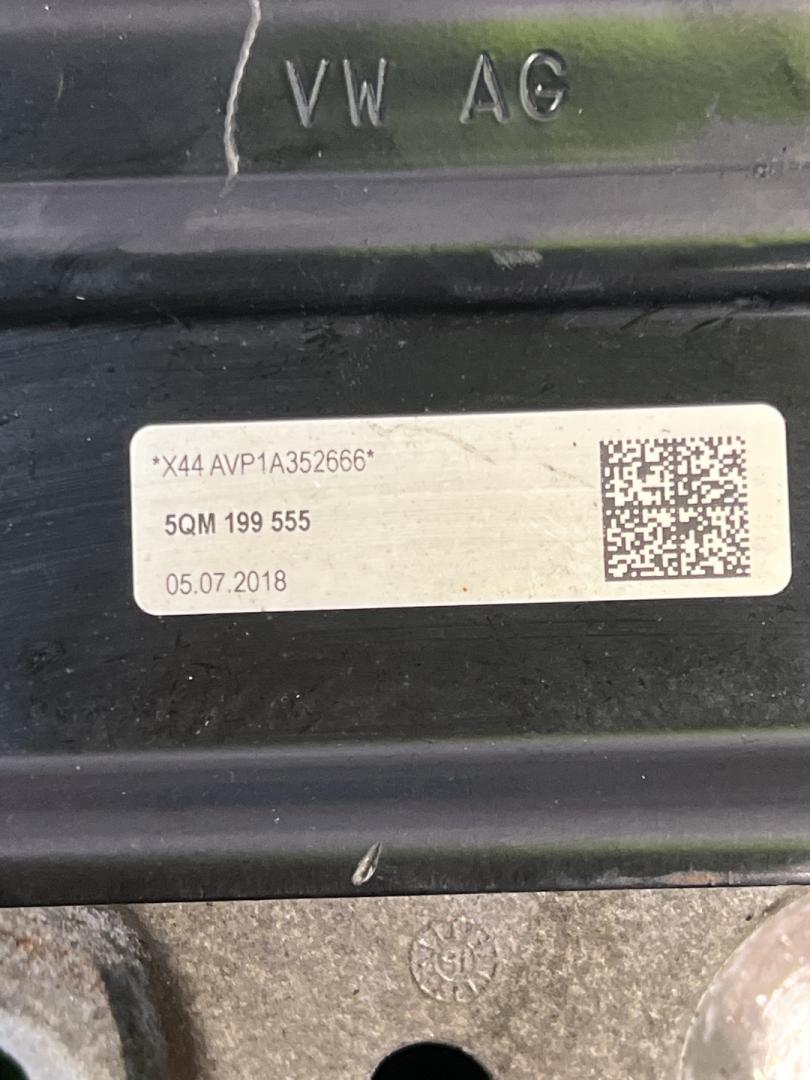 VW AG
*X44 AVP1A352666*
5QM 199 555
05.07.2018